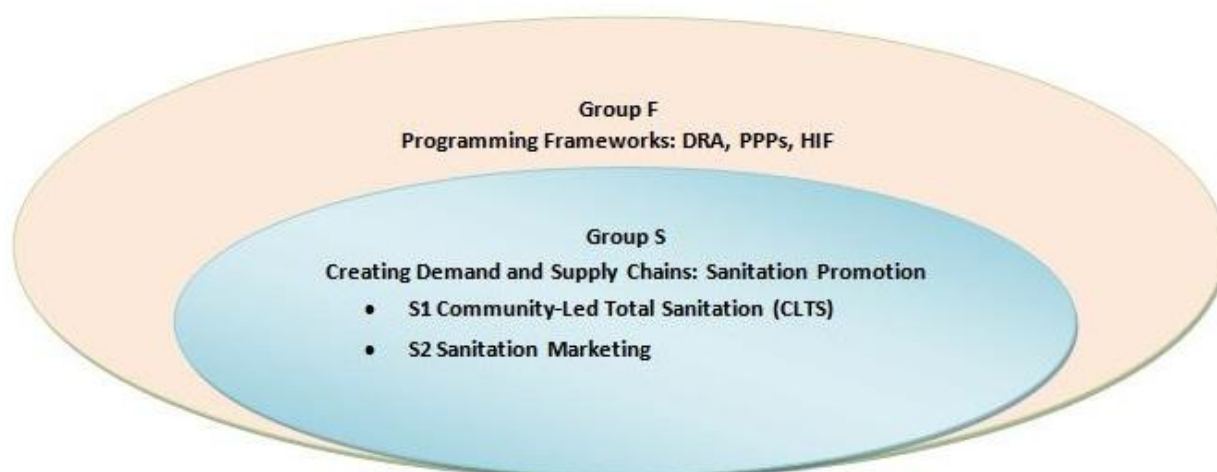 Group F
Programming Frameworks: DRA, PPPs, HIF
Group S
Creating Demand and Supply Chains: Sanitation Promotion
• S1 Community-Led Total Sanitation (CLTS)
• S2 Sanitation Marketing